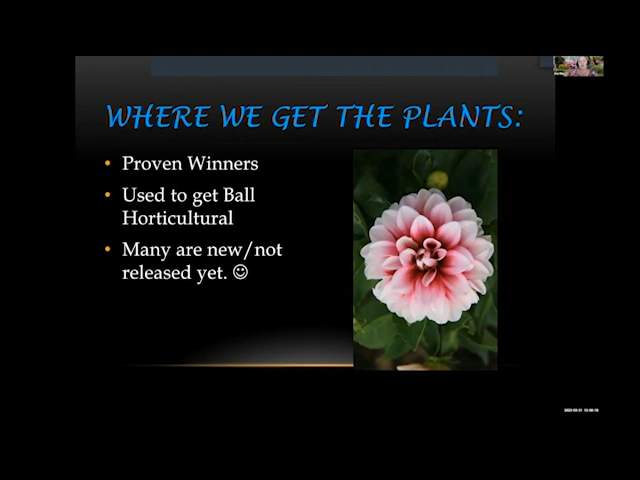 WHERE WE GET THE PLANTS:
• Proven Winners
• Used to get Ball
Horticultural
• Many are new/not
released yet. ☺